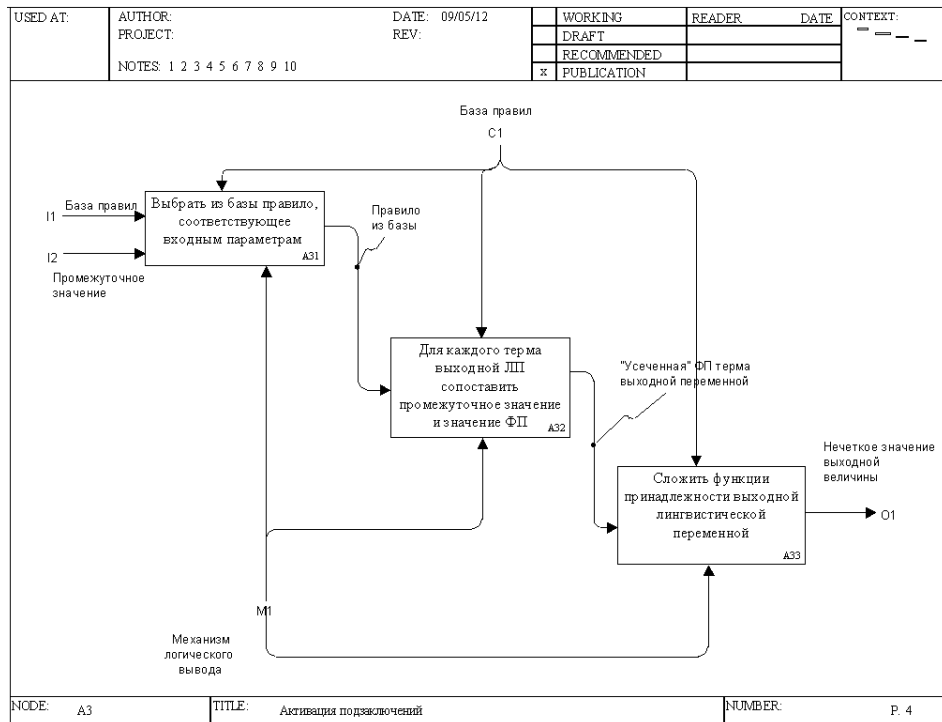 USED AT:
AUTHOR:
DATE: 09/05/12
WORKING
READER
DATE
CONTEXT:
PROJECT:
REV:
DRAFT
RECOMMENDED
NOTES: 1 2 3 4 5 6 7 8 9 10
x
PUBLICATION
База правил
C1
База правил
I1
I2
Промежуточное
значение
Выбрать из базы правило,
соответствующее
входным параметрам
A31
Правило
из базы
Для каждого терма
выходной ЛП
сопоставить
промежуточное значение
и значение ФП
A32
"Усеченная" ФП терма
выходной переменной
Сложить функции
принадлежности выходной
лингвистической
переменной
A33
Нечеткое значение
выходной
величины
O1
M1
Механизм
логического
вывода
NODE:
A3
TITLE:
Активация подзаключений
NUMBER:
P. 4